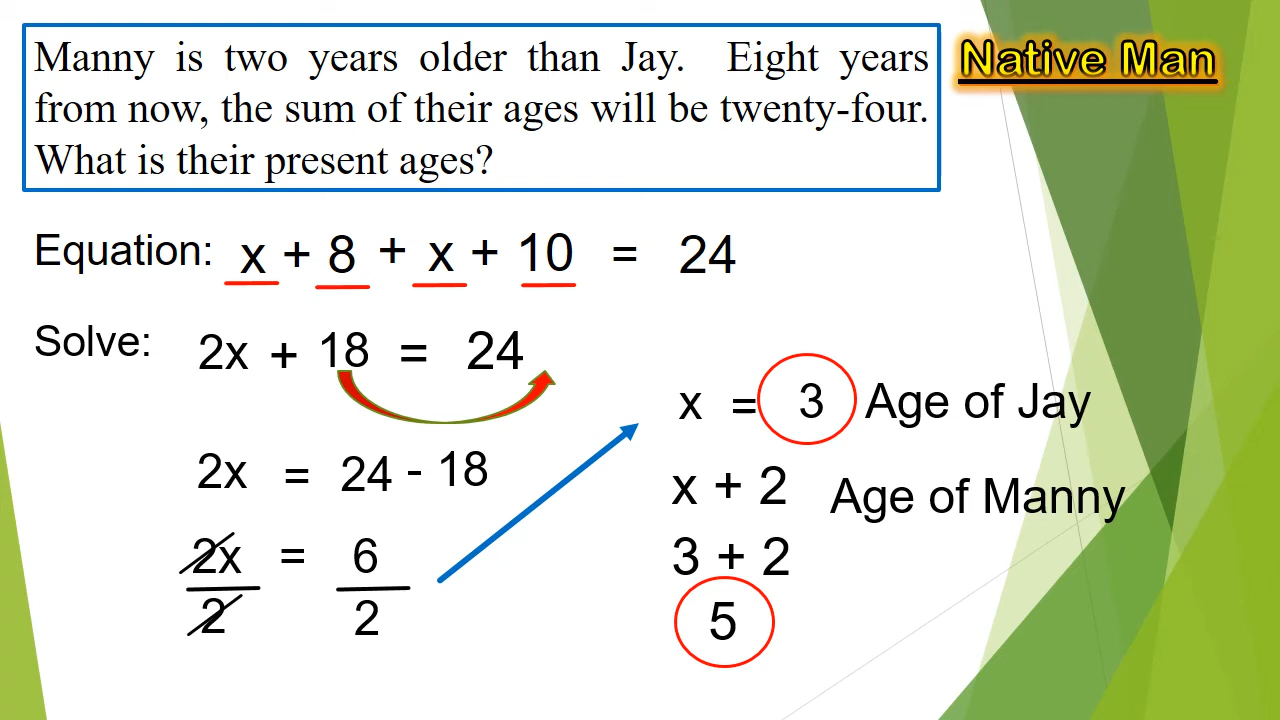 Manny is two years older than Jay. Eight years
from now, the sum of their ages will be twenty-four.
What is their present ages?
Native Man
Equation: x + 8 + x + 10 = 24
Solve: 2x + 18 = 24
2x = 24 - 18
2x = 6
2 2
x = 3 Age of Jay
x + 2 Age of Manny
3 + 2
5